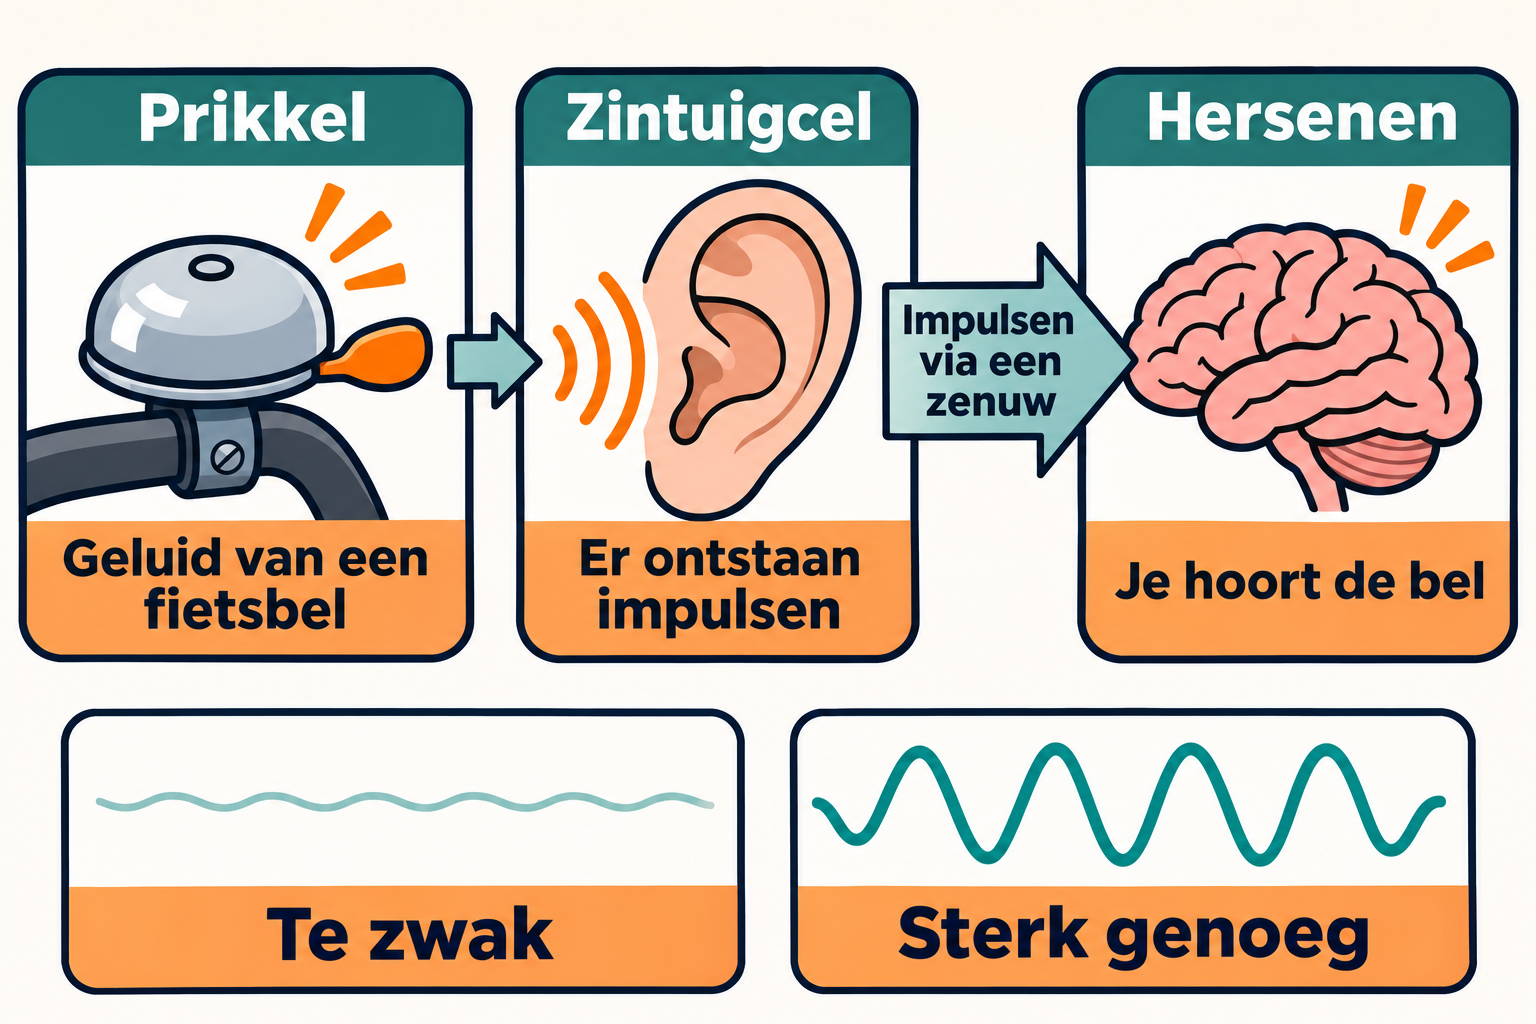 Prikkel
Geluid van een
fietsbel
Zintuigcel
Er ontstaan
impulsen
Impulsen
via een
zenuw
Hersenen
Je hoort de bel
Te zwak
Sterk genoeg